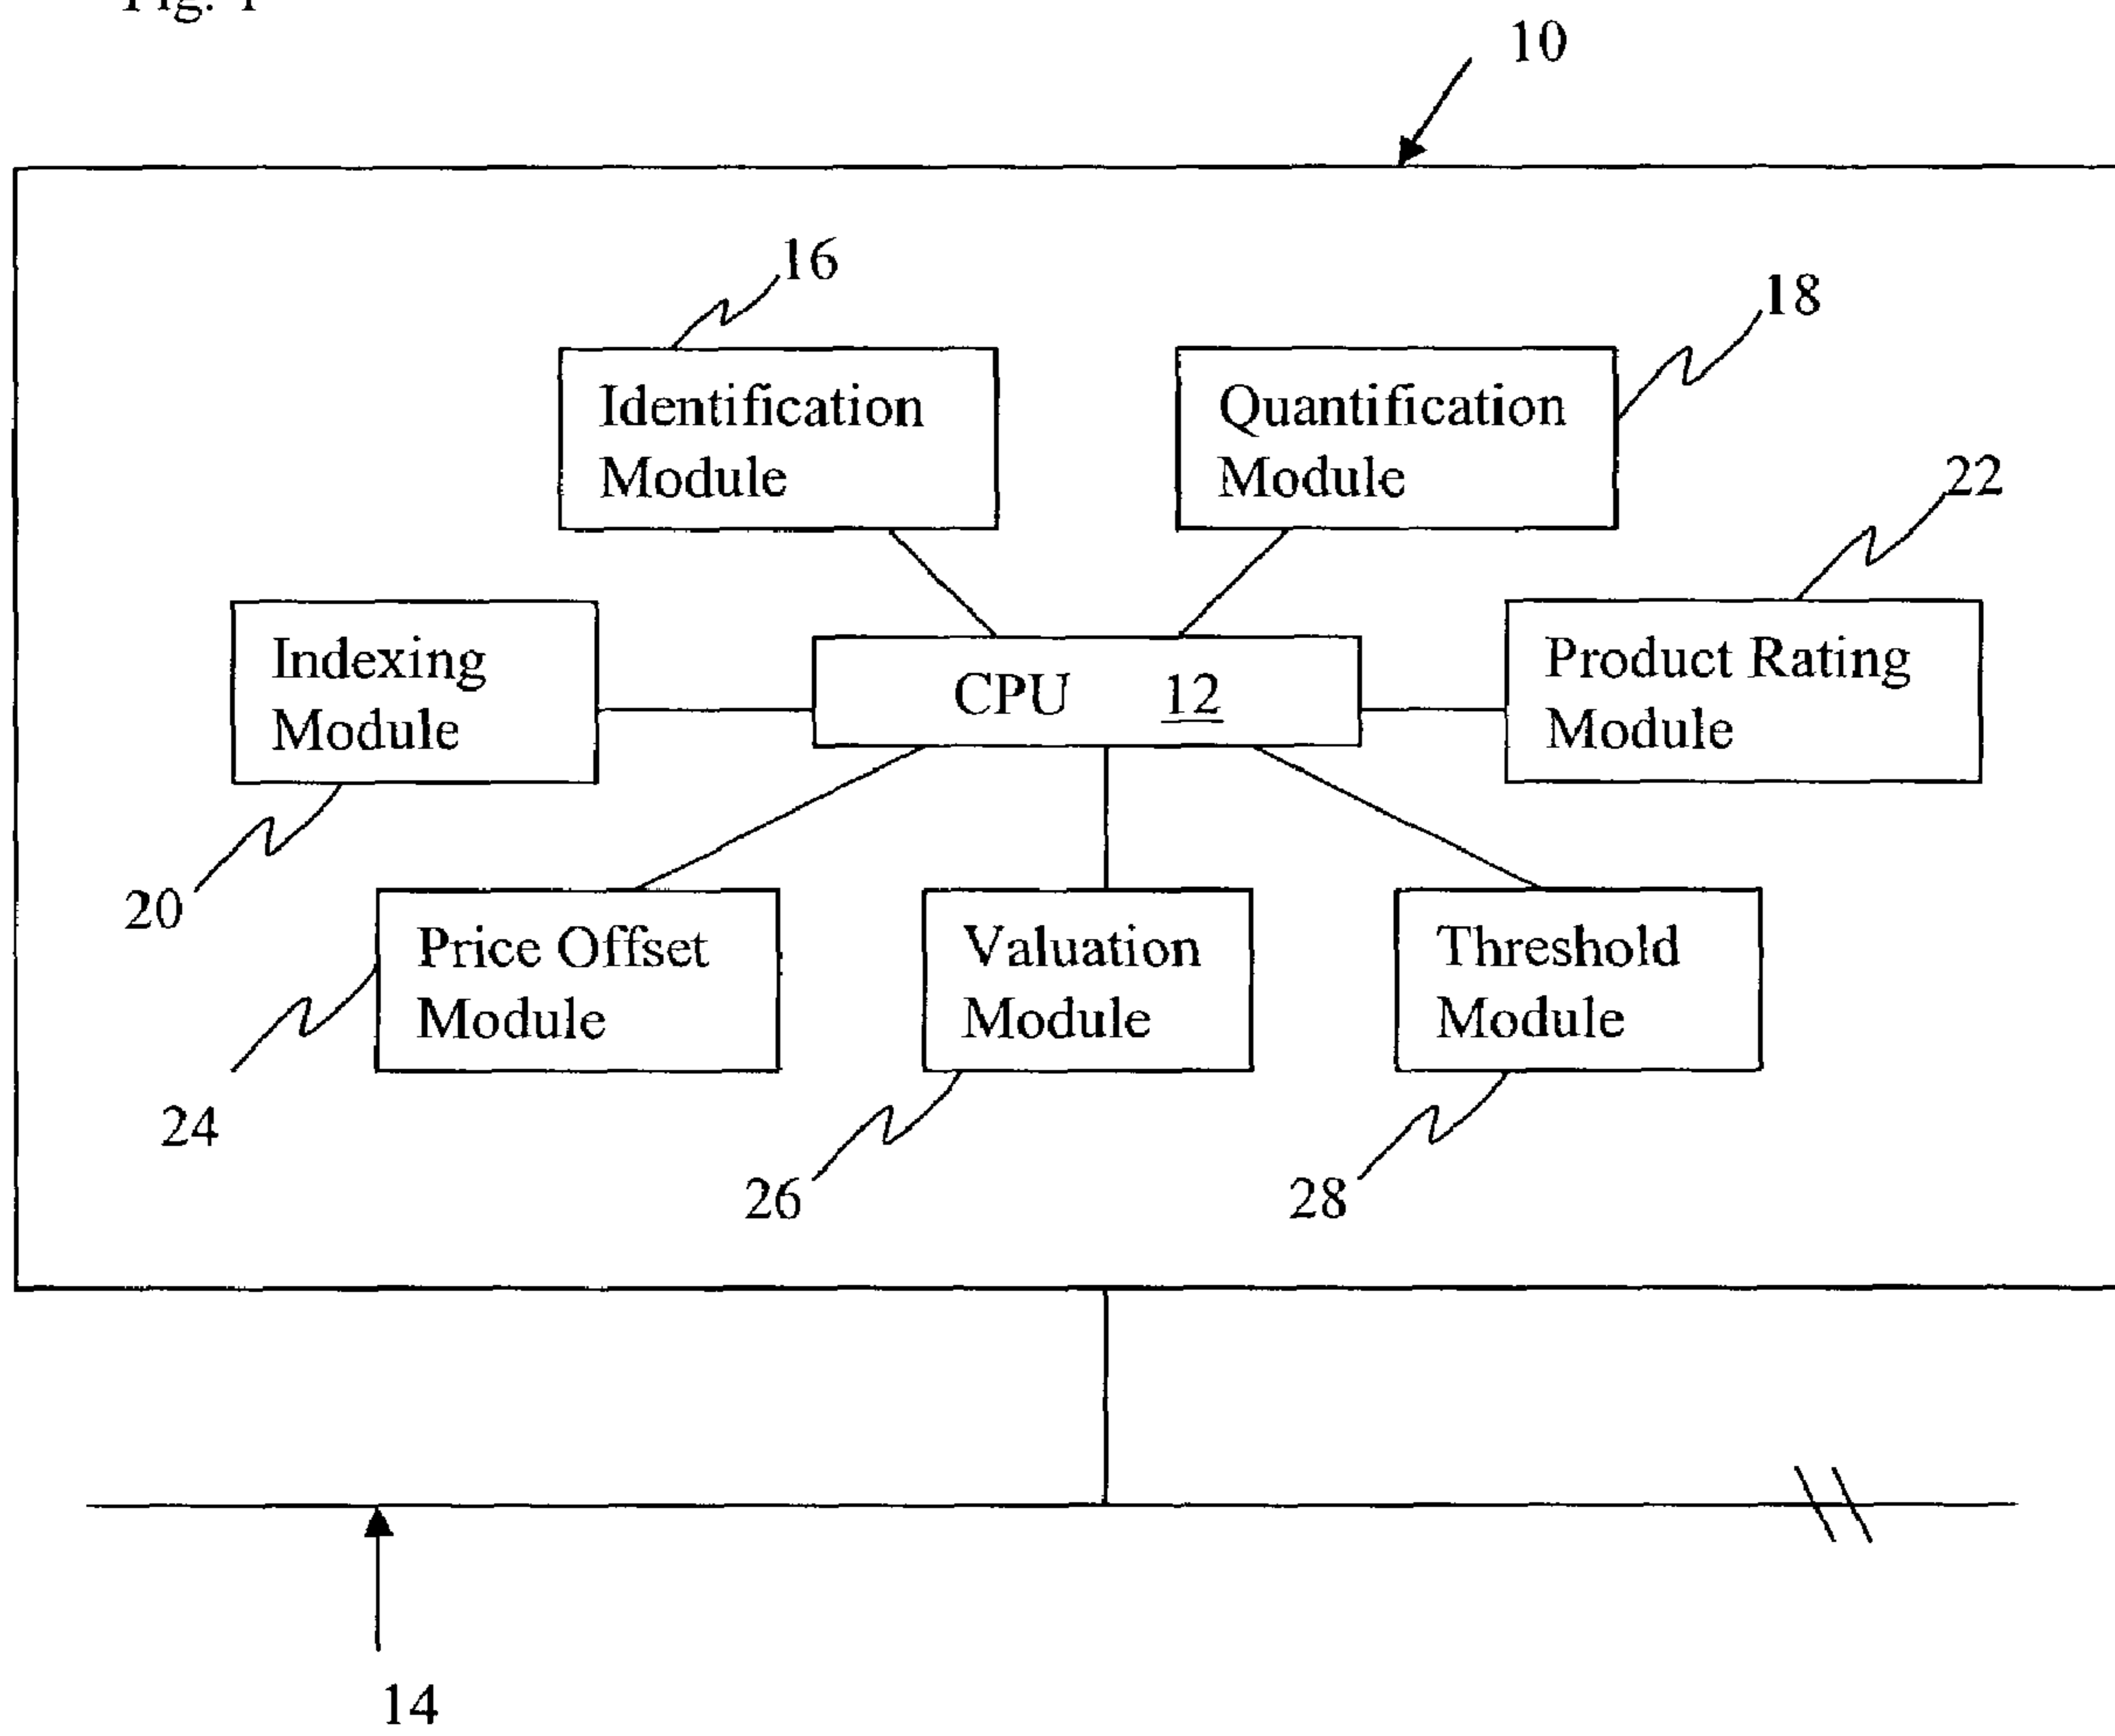 10
16
18
Identification
Module
Quantification
Module
22
Indexing
Module
CPU 12
Product Rating
Module
20
Price Offset
Module
Valuation
Module
Threshold
Module
24
26
28
14